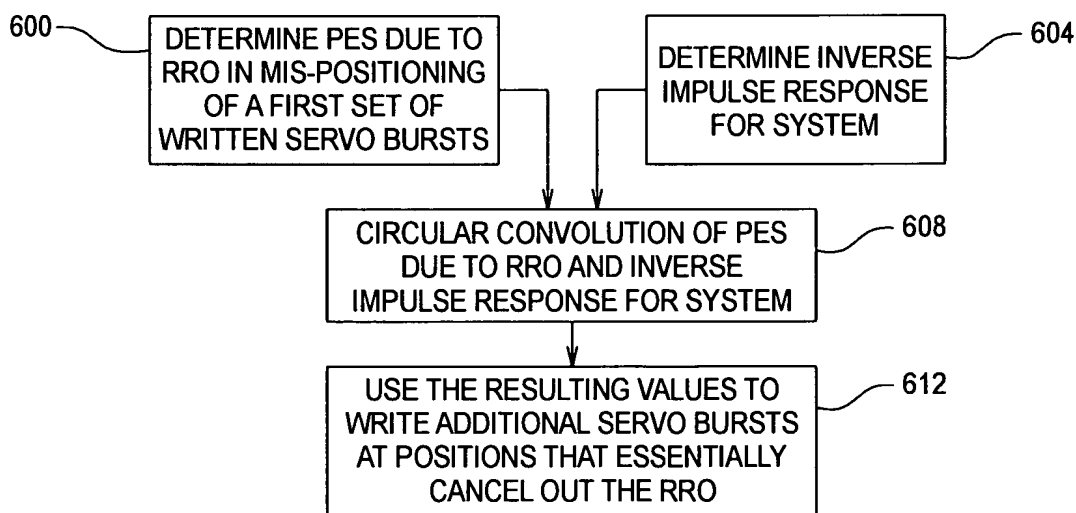 600
DETERMINE PES DUE TO
RRO IN MIS-POSITIONING
OF A FIRST SET OF
WRITTEN SERVO BURSTS
604
DETERMINE INVERSE
IMPULSE RESPONSE
FOR SYSTEM
608
CIRCULAR CONVOLUTION OF PES
DUE TO RRO AND INVERSE
IMPULSE RESPONSE FOR SYSTEM
612
USE THE RESULTING VALUES TO
WRITE ADDITIONAL SERVO BURSTS
AT POSITIONS THAT ESSENTIALLY
CANCEL OUT THE RRO